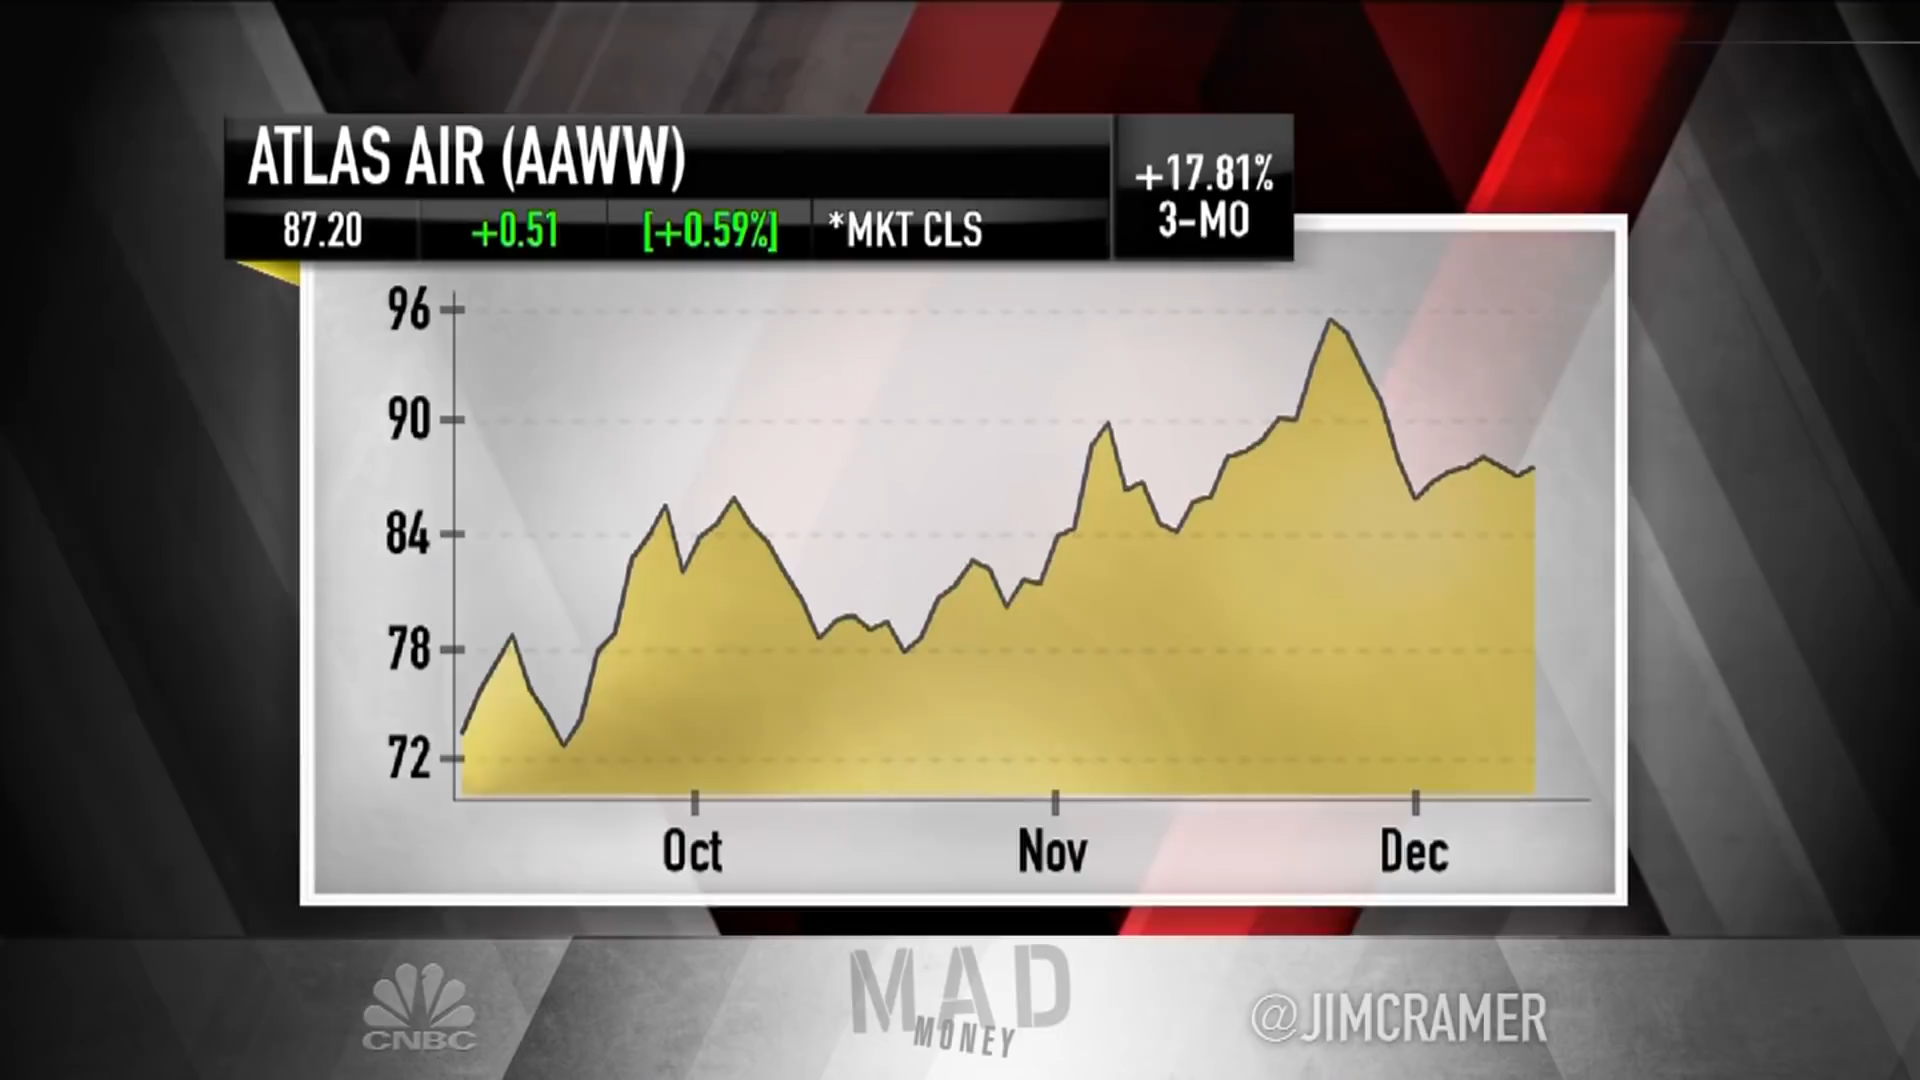 ATLAS AIR (AAWW)
87.20 +0.51 [+0.59%] *MKT CLS
+17.81%
3-MO
96
90
84
78
72
Oct Nov Dec
CNBC
MAD
MONEY
@JIMCRAMER